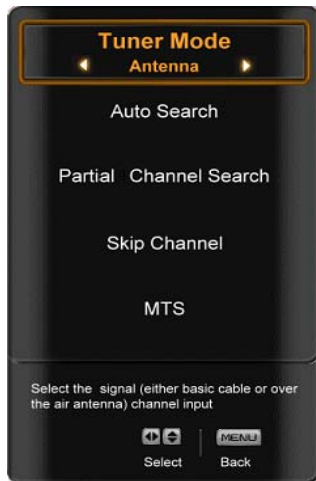 Tuner Mode
Antenna
Auto Search
Partial Channel Search
Skip Channel
MTS
Select the signal (either basic cable or over
the air antenna) channel input
MENU
Select Back